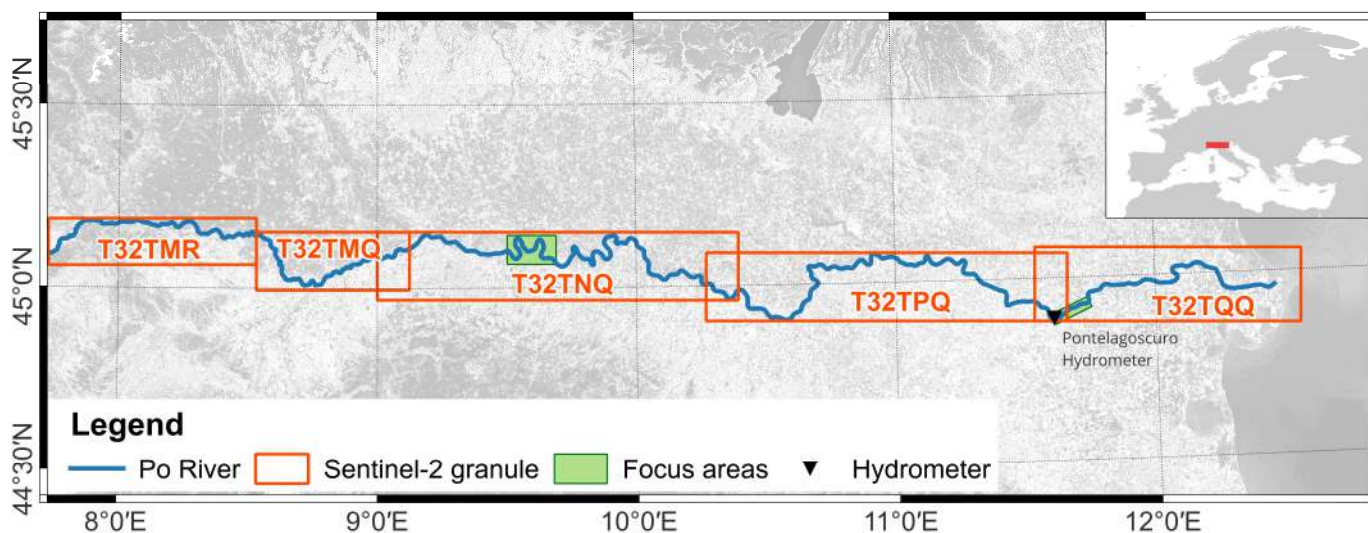 45°30′N
45°0′N
44°30′N
T32TMR
T32TMQ
T32TNQ
T32TPQ
T32TQQ
Pontelagoscuro
Hydrometer
Legend
Po River
Sentinel-2 granule
Focus areas
Hydrometer
8°0′E
9°0′E
10°0′E
11°0′E
12°0′E